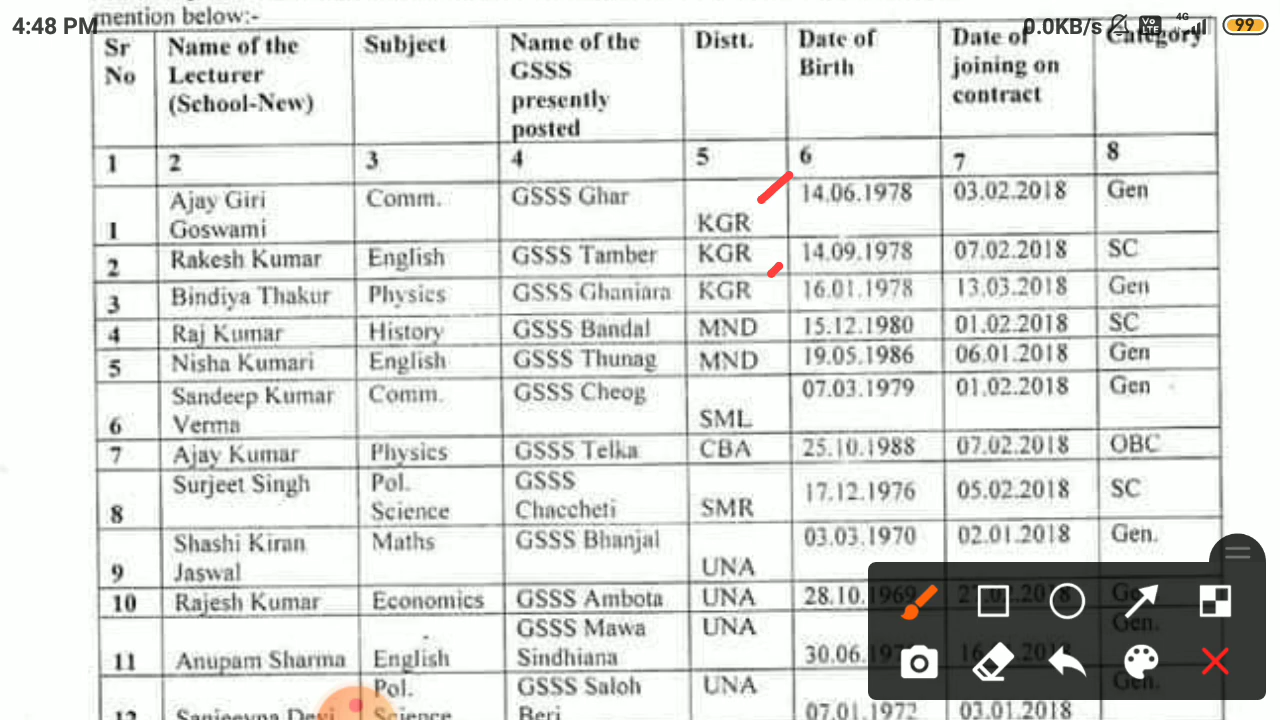 mention below:-
4:48 PM
0.0KB/s 4G 99
Sr No | Name of the Lecturer (School-New) | Subject | Name of the GSSS presently posted | Distt. | Date of Birth | Date of joining on contract | Category
1 | 2 | 3 | 4 | 5 | 6 | 7 | 8
1 | Ajay Giri Goswami | Comm. | GSSS Ghar | KGR | 14.06.1978 | 03.02.2018 | Gen
2 | Rakesh Kumar | English | GSSS Tamber | KGR | 14.09.1978 | 07.02.2018 | SC
3 | Bindiya Thakur | Physics | GSSS Ghaniara | KGR | 16.01.1978 | 13.03.2018 | Gen
4 | Raj Kumar | History | GSSS Bandal | MND | 15.12.1980 | 01.02.2018 | SC
5 | Nisha Kumari | English | GSSS Thunag | MND | 19.05.1986 | 06.01.2018 | Gen
6 | Sandeep Kumar Verma | Comm. | GSSS Cheog | SML | 07.03.1979 | 01.02.2018 | Gen
7 | Ajay Kumar | Physics | GSSS Telka | CBA | 25.10.1988 | 07.02.2018 | OBC
8 | Surjeet Singh | Pol. Science | GSSS Chaccheti | SMR | 17.12.1976 | 05.02.2018 | SC
9 | Shashi Kiran Jaswal | Maths | GSSS Bhanjal | UNA | 03.03.1970 | 02.01.2018 | Gen.
10 | Rajesh Kumar | Economics | GSSS Ambota | UNA | 28.10.1969
11 | Anupam Sharma | English | GSSS Mawa Sindhiana | UNA | Gen.
12 | Pol. Science | GSSS Saloh Beri | UNA | 07.01.1972 | 03.01.2018 | Gen.